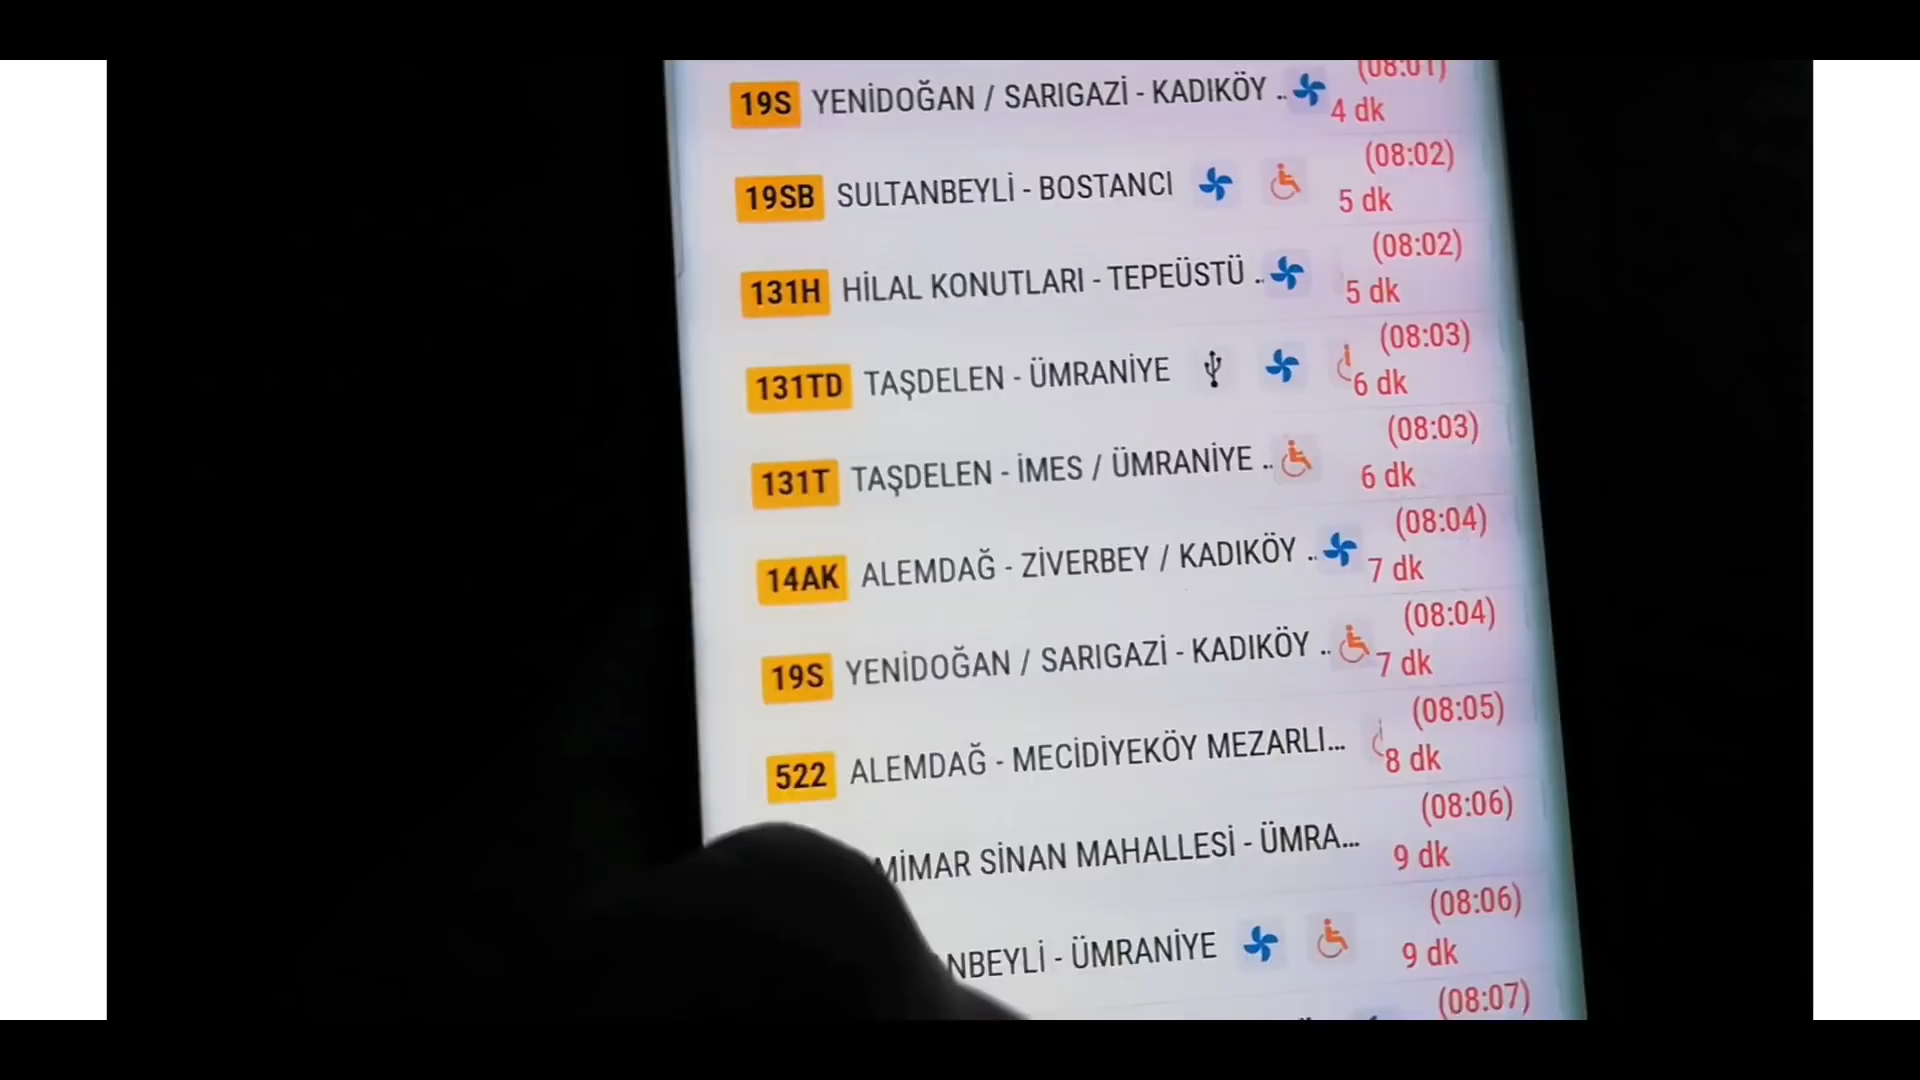 (08:01)
19S YENİDOĞAN / SARIGAZİ - KADIKÖY .. 4 dk
(08:02)
19SB SULTANBEYLİ - BOSTANCI 5 dk
(08:02)
131H HİLAL KONUTLARI - TEPEÜSTÜ .. 5 dk
(08:03)
131TD TAŞDELEN - ÜMRANİYE 6 dk
(08:03)
131T TAŞDELEN - İMES / ÜMRANİYE .. 6 dk
(08:04)
14AK ALEMDAĞ - ZİVERBEY / KADIKÖY .. 7 dk
(08:04)
19S YENİDOĞAN / SARIGAZİ - KADIKÖY .. 7 dk
(08:05)
522 ALEMDAĞ - MECİDİYEKÖY MEZARLI... 8 dk
(08:06)
MİMAR SİNAN MAHALLESİ - ÜMRA... 9 dk
(08:06)
NBEYLİ - ÜMRANİYE 9 dk
(08:07)